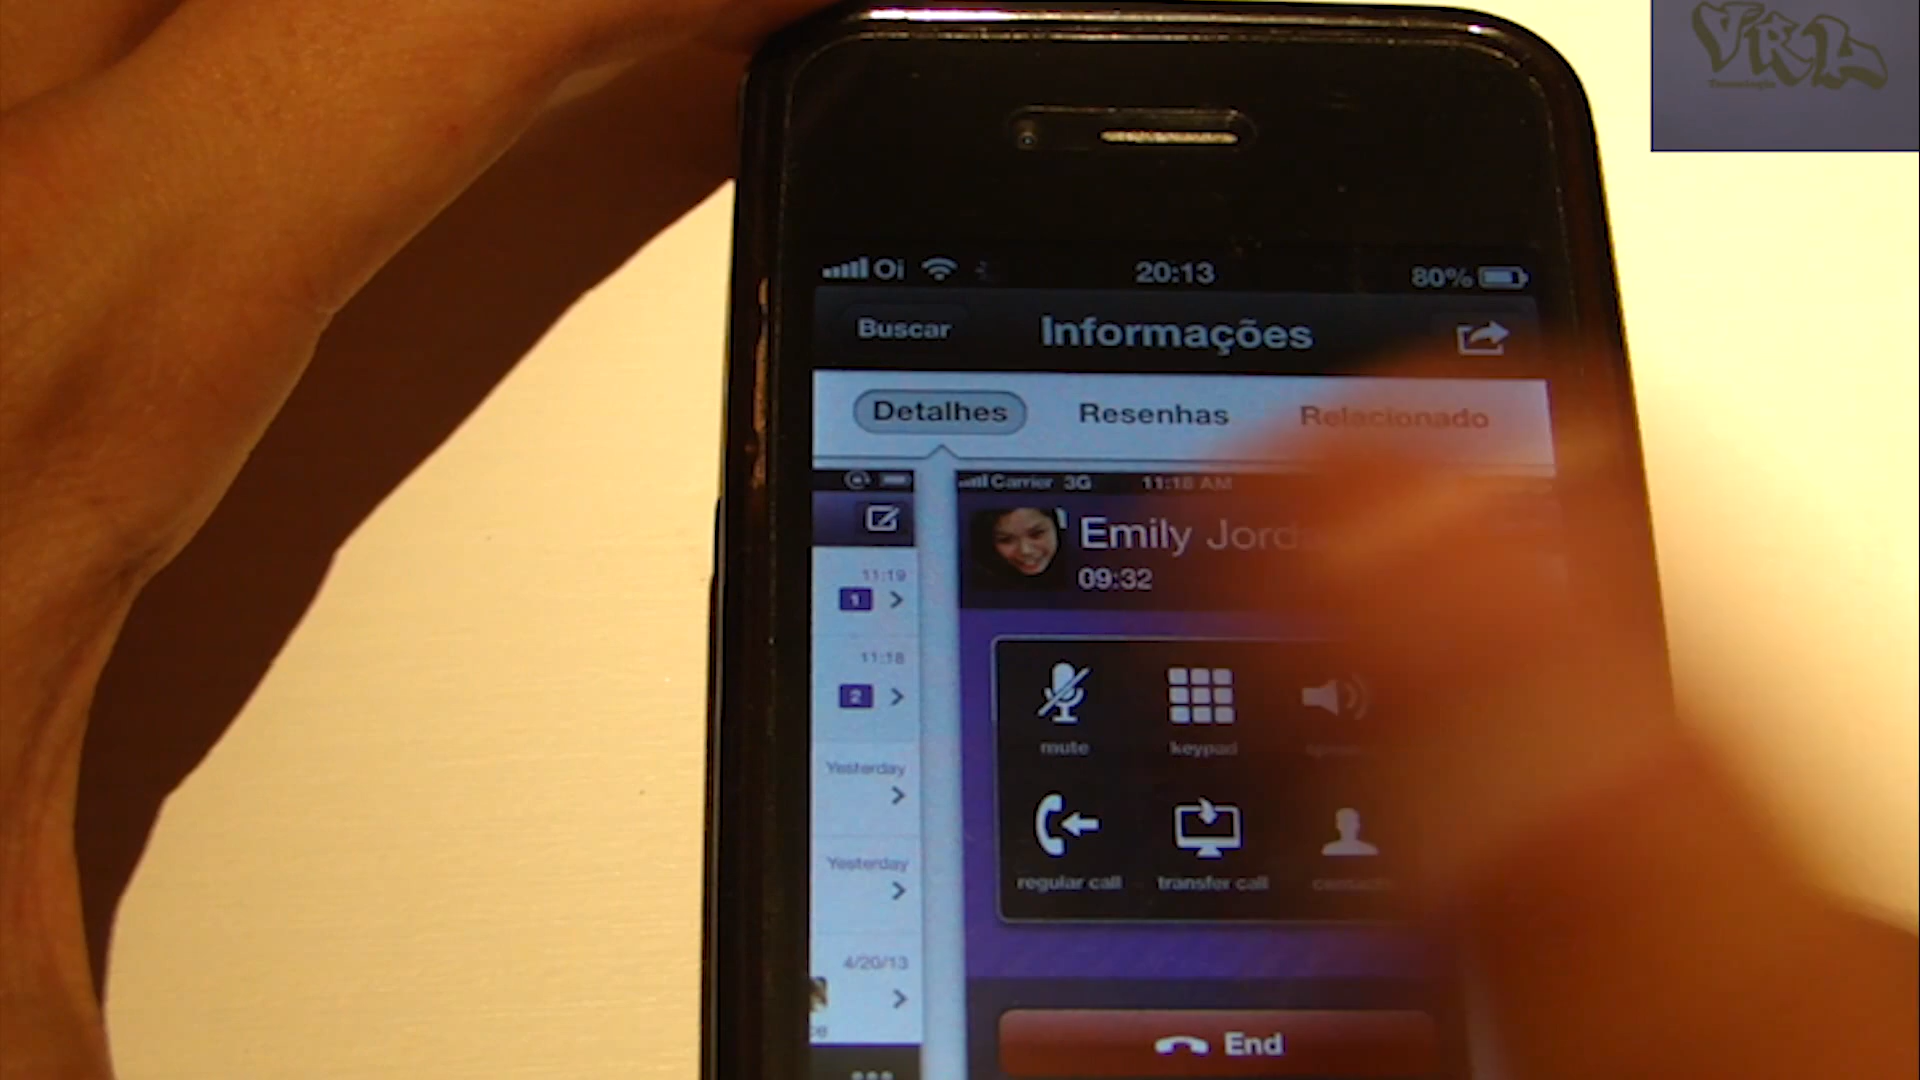 VRL
Oi 20:13 80%
Buscar Informações
Detalhes Resenhas Relacionado
Carrier 3G 11:18 AM
Emily
09:32
11:19
1
11:18
2
Yesterday
Yesterday
4/20/13
mute keypad
regular call transfer call
End